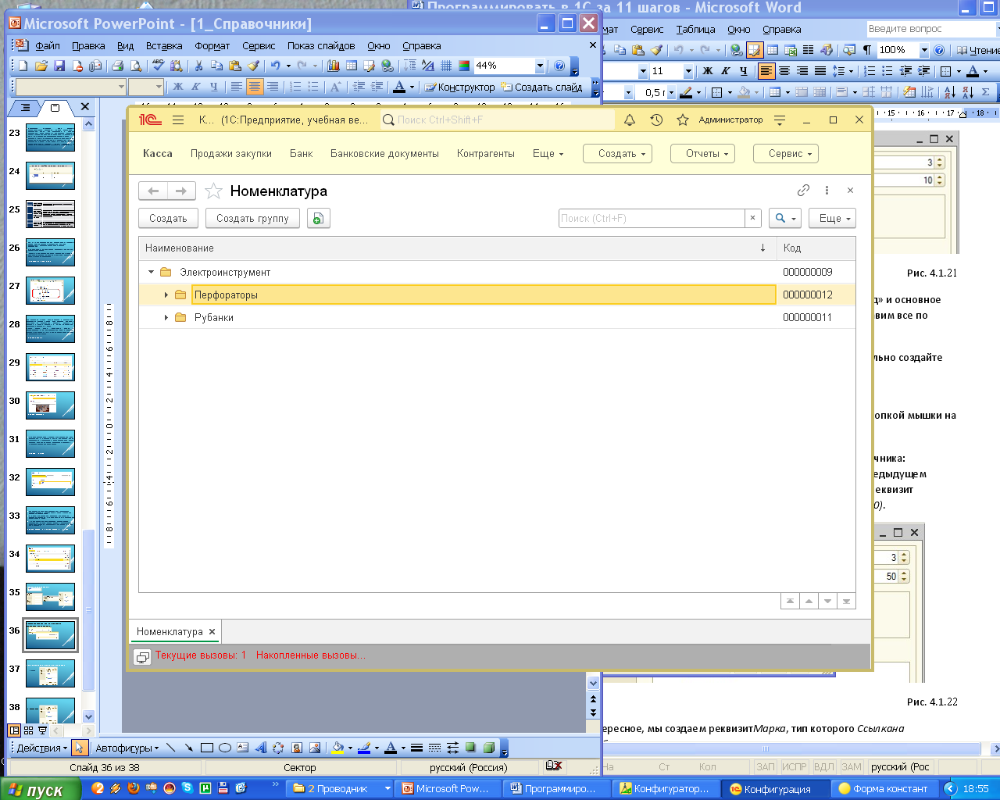 Программировать в 1С за 11 шагов - Microsoft Word
Microsoft PowerPoint - [1_Справочники]
Файл Правка Вид Вставка Формат Сервис Показ слайдов Окно Справка
мат Сервис Таблица Окно Справка
Введите вопрос
44%
100%
Чтение
Ж К Ч
Конструктор Создать слайд
11
Ж К Ч
0,5
К... (1С:Предприятие, учебная ве...
Поиск Ctrl+Shift+F
Администратор
Касса Продажи закупки Банк Банковские документы Контрагенты Еще Создать Отчеты Сервис
Номенклатура
Создать Создать группу
Поиск (Ctrl+F)
Еще
Наименование Код
Электроинструмент 000000009
Перфораторы 000000012
Рубанки 000000011
Номенклатура
Текущие вызовы: 1 Накопленные вызовы...
23
24
25
26
27
28
29
30
31
32
33
34
35
36
37
38
15 16 17 18
3
10
Рис. 4.1.21
д» и основное
вим все по
льно создайте
опкой мышки на
чника:
едыдущем
еквизит
0).
3
50
Рис. 4.1.22
ересное, мы создаем реквизитМарка, тип которого Ссылкана
Действия Автофигуры
Слайд 36 из 38 Сектор русский (Россия)
На Ст Кол ЗАП ИСПР ВДЛ ЗАМ русский (Рос
пуск
2 Проводник
Microsoft Pow...
Программиро...
Конфигуратор...
Конфигурация
Форма констант
18:55